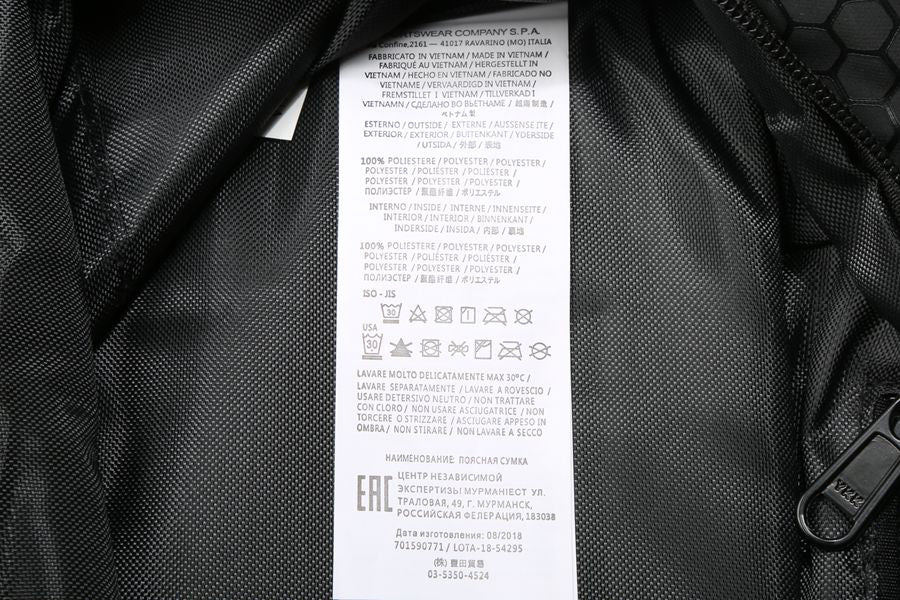 RTSWEAR COMPANY S.P.A.
Confine,2161 — 41017 RAVARINO (MO) ITALIA
FABBRICATO IN VIETNAM / MADE IN VIETNAM /
FABRIQUÉ AU VIETNAM / HERGESTELLT IN
VIETNAM / HECHO EN VIETNAM / FABRICADO NO
VIETNAME / VERVAARDIGD IN VIETNAM /
FREMSTILLET I VIETNAM / TILLVERKAD I
VIETNAMN / СДЕЛАНО ВО ВЬЕТНАМЕ / 越南製造 /
ベトナム製
ESTERNO / OUTSIDE / EXTERNE / AUSSENSEITE /
EXTERIOR / EXTERIOR / BUITENKANT / YDERSIDE
/ UTSIDA / 外部 / 表地
100% POLIESTERE / POLYESTER / POLYESTER /
POLYESTER / POLIÉSTER / POLIÉSTER /
POLYESTER / POLYESTER / POLYESTER /
ПОЛИЭСТЕР / 聚酯纖維 / ポリエステル
INTERNO / INSIDE / INTERNE / INNENSEITE /
INTERIOR / INTERIOR / BINNENKANT /
INDERSIDE / INSIDA / 内部 / 裏地
100% POLIESTERE / POLYESTER / POLYESTER /
POLYESTER / POLIÉSTER / POLIÉSTER /
POLYESTER / POLYESTER / POLYESTER /
ПОЛИЭСТЕР / 聚酯纖維 / ポリエステル
ISO - JIS
30
USA
30
LAVARE MOLTO DELICATAMENTE MAX 30°C /
LAVARE SEPARATAMENTE / LAVARE A ROVESCIO /
USARE DETERSIVO NEUTRO / NON TRATTARE
CON CLORO / NON USARE ASCIUGATRICE / NON
TORCERE O STRIZZARE / ASCIUGARE APPESO IN
OMBRA / NON STIRARE / NON LAVARE A SECCO
НАИМЕНОВАНИЕ: ПОЯСНАЯ СУМКА
EAC
ЦЕНТР НЕЗАВИСИМОЙ
ЭКСПЕРТИЗЫ МУРМАНIЕСТ УЛ.
ТРАЛОВАЯ, 49, Г. МУРМАНСК,
РОССИЙСКАЯ ФЕДЕРАЦИЯ, 183038
Дата изготовления: 08/2018
701590771 / LOTA-18-54295
(株) 豊田貿易
03-5350-4524